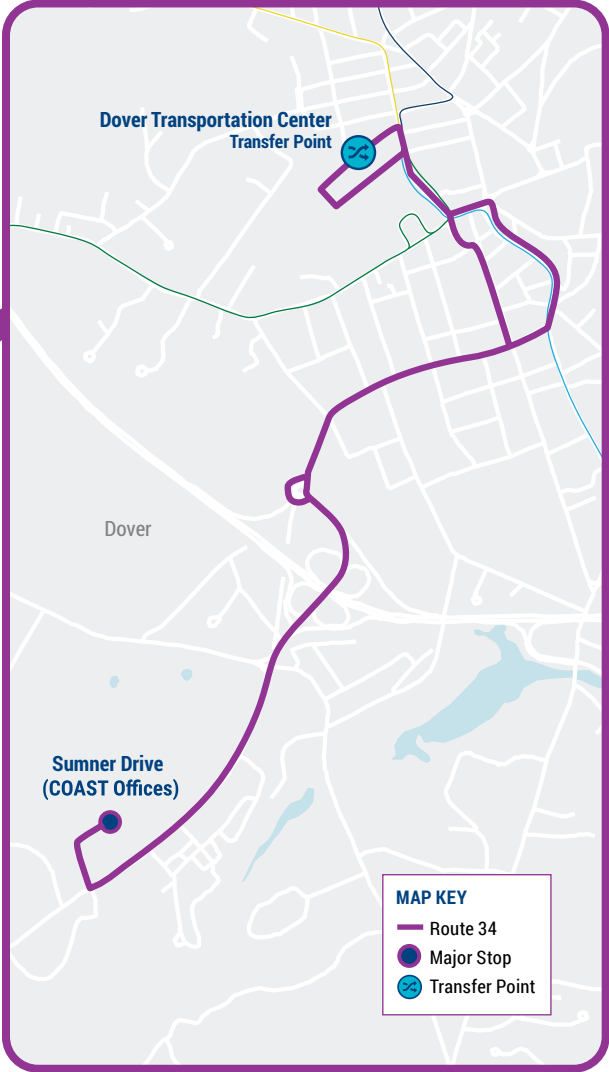 Dover Transportation Center
Transfer Point
Dover
Sumner Drive
(COAST Offices)
MAP KEY
Route 34
Major Stop
Transfer Point